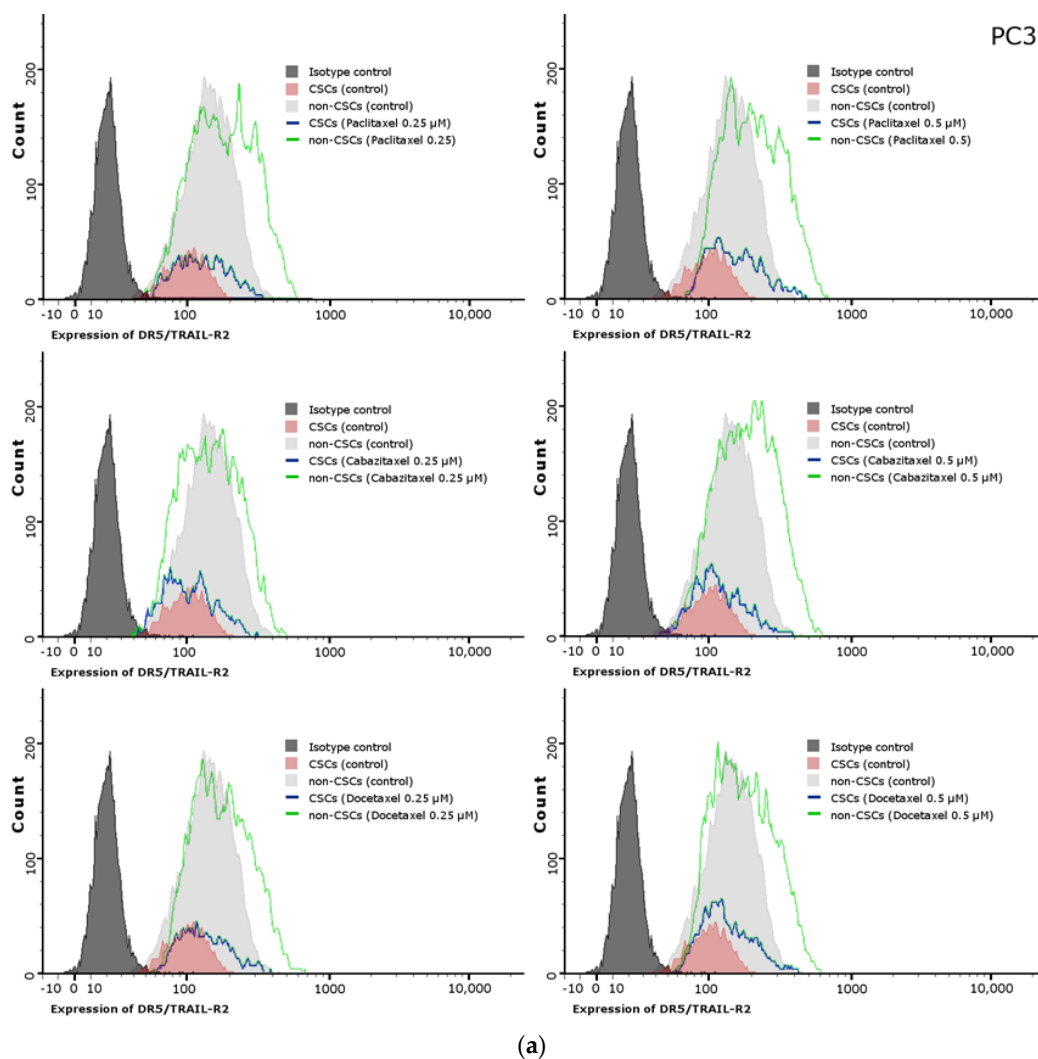 PC3
200
100
0
Count
Isotype control
CSCs (control)
non-CSCs (control)
CSCs (Paclitaxel 0.25 µM)
non-CSCs (Paclitaxel 0.25)
-10 0 10 100 1000 10,000
Expression of DR5/TRAIL-R2
200
100
0
Count
Isotype control
CSCs (control)
non-CSCs (control)
CSCs (Paclitaxel 0.5 µM)
non-CSCs (Paclitaxel 0.5)
-10 0 10 100 1000 10,000
Expression of DR5/TRAIL-R2
200
100
0
Count
Isotype control
CSCs (control)
non-CSCs (control)
CSCs (Cabazitaxel 0.25 µM)
non-CSCs (Cabazitaxel 0.25 µM)
-10 0 10 100 1000 10,000
Expression of DR5/TRAIL-R2
200
100
0
Count
Isotype control
CSCs (control)
non-CSCs (control)
CSCs (Cabazitaxel 0.5 µM)
non-CSCs (Cabazitaxel 0.5 µM)
-10 0 10 100 1000 10,000
Expression of DR5/TRAIL-R2
200
100
0
Count
Isotype control
CSCs (control)
non-CSCs (control)
CSCs (Docetaxel 0.25 µM)
non-CSCs (Docetaxel 0.25 µM)
-10 0 10 100 1000 10,000
Expression of DR5/TRAIL-R2
200
100
0
Count
Isotype control
CSCs (control)
non-CSCs (control)
CSCs (Docetaxel 0.5 µM)
non-CSCs (Docetaxel 0.5 µM)
-10 0 10 100 1000 10,000
Expression of DR5/TRAIL-R2
(a)